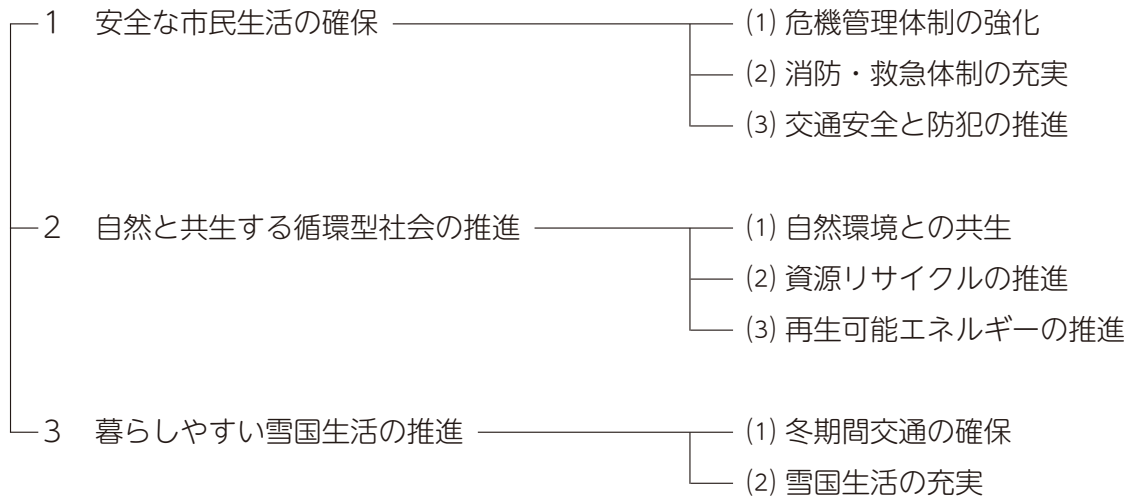 1 安全な市民生活の確保
(1) 危機管理体制の強化
(2) 消防・救急体制の充実
(3) 交通安全と防犯の推進
2 自然と共生する循環型社会の推進
(1) 自然環境との共生
(2) 資源リサイクルの推進
(3) 再生可能エネルギーの推進
3 暮らしやすい雪国生活の推進
(1) 冬期間交通の確保
(2) 雪国生活の充実